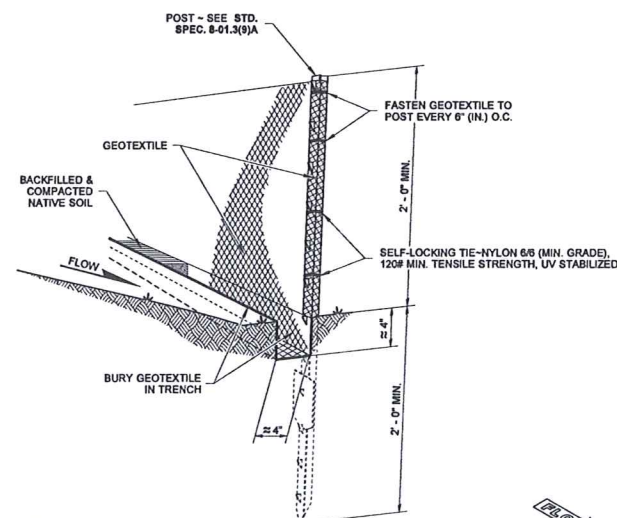 POST ~ SEE STD.
SPEC. 8-01.3(9)A
FASTEN GEOTEXTILE TO
POST EVERY 6" (IN.) O.C.
GEOTEXTILE
BACKFILLED &
COMPACTED
NATIVE SOIL
2' - 0" MIN.
FLOW
SELF-LOCKING TIE~NYLON 6/6 (MIN. GRADE),
120# MIN. TENSILE STRENGTH, UV STABILIZED
≈ 4"
BURY GEOTEXTILE
IN TRENCH
≈ 4"
2' - 0" MIN.